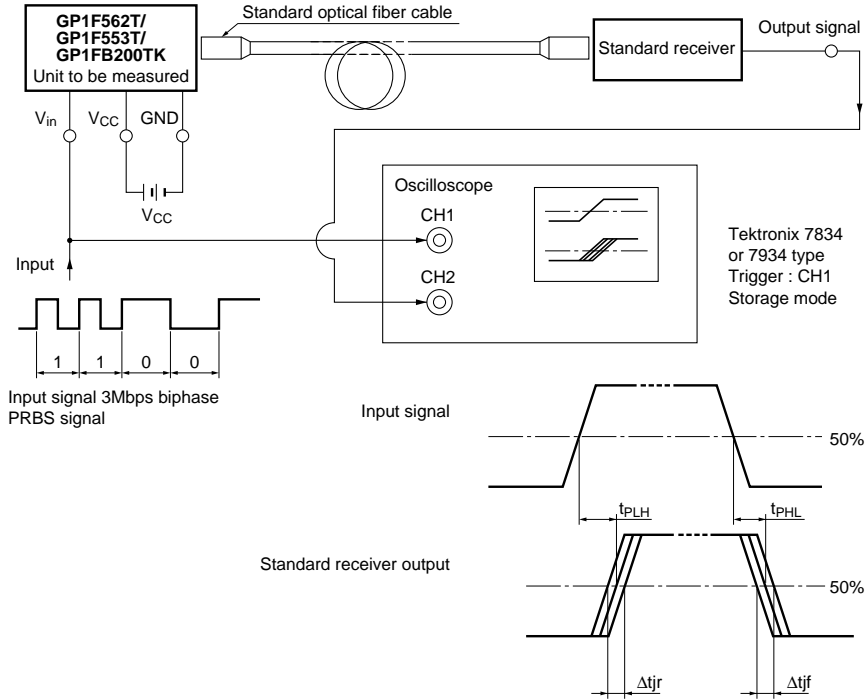 GP1F562T/
GP1F553T/
GP1FB200TK
Unit to be measured
Standard optical fiber cable
Standard receiver
Output signal
Vin
VCC
GND
VCC
Input
Oscilloscope
CH1
CH2
Tektronix 7834
or 7934 type
Trigger : CH1
Storage mode
1 1 0 0
Input signal 3Mbps biphase
PRBS signal
Input signal
50%
tPLH
tPHL
Standard receiver output
50%
Δtjr
Δtjf